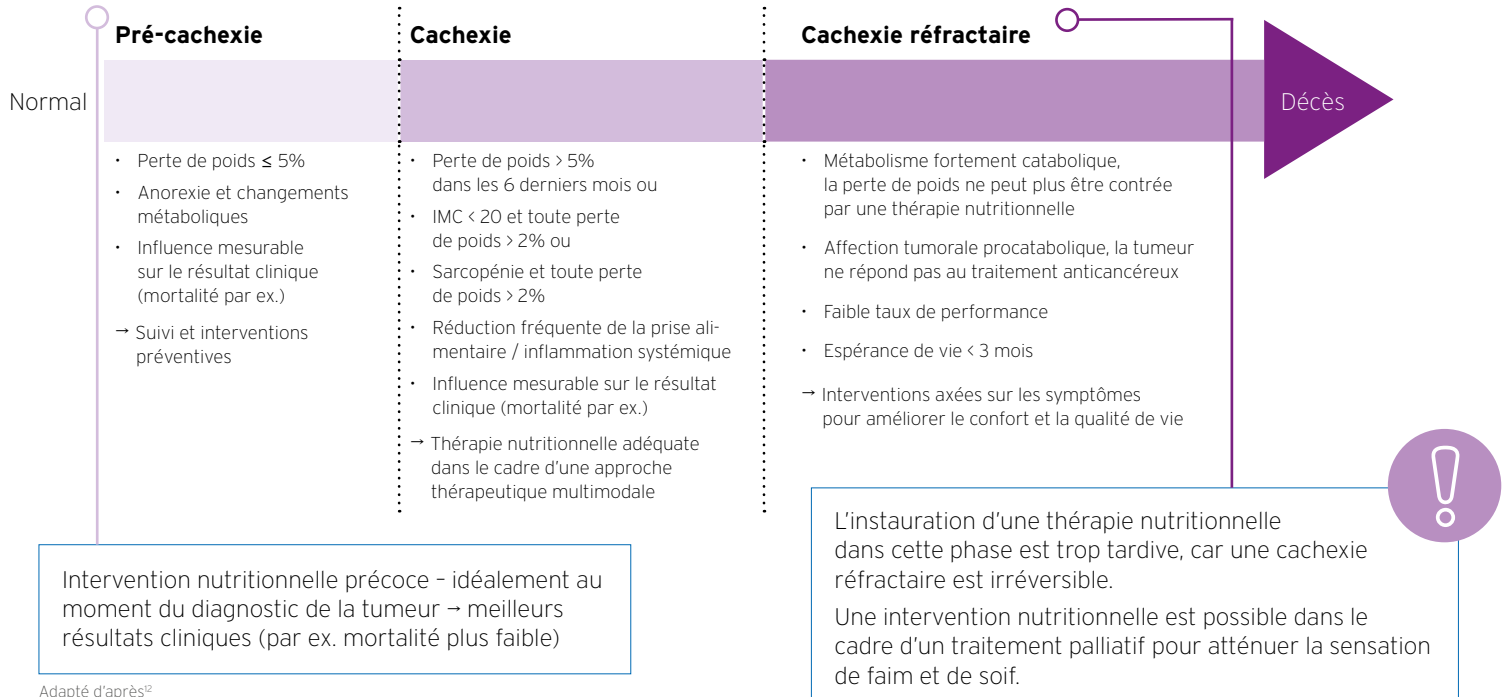 Normal
Pré-cachexie
• Perte de poids ≤ 5%
• Anorexie et changements
métaboliques
• Influence mesurable
sur le résultat clinique
(mortalité par ex.)
→ Suivi et interventions
préventives
Cachexie
• Perte de poids > 5%
dans les 6 derniers mois ou
• IMC < 20 et toute perte
de poids > 2% ou
• Sarcopénie et toute perte
de poids > 2%
• Réduction fréquente de la prise ali-
mentaire / inflammation systémique
• Influence mesurable sur le résultat
clinique (mortalité par ex.)
→ Thérapie nutritionnelle adéquate
dans le cadre d'une approche
thérapeutique multimodale
Cachexie réfractaire
• Métabolisme fortement catabolique,
la perte de poids ne peut plus être contrée
par une thérapie nutritionnelle
• Affection tumorale procatabolique, la tumeur
ne répond pas au traitement anticancéreux
• Faible taux de performance
• Espérance de vie < 3 mois
→ Interventions axées sur les symptômes
pour améliorer le confort et la qualité de vie
Décès
Intervention nutritionnelle précoce – idéalement au
moment du diagnostic de la tumeur → meilleurs
résultats cliniques (par ex. mortalité plus faible)
L'instauration d'une thérapie nutritionnelle
dans cette phase est trop tardive, car une cachexie
réfractaire est irréversible.
Une intervention nutritionnelle est possible dans le
cadre d'un traitement palliatif pour atténuer la sensation
de faim et de soif.
Adapté d'après¹²